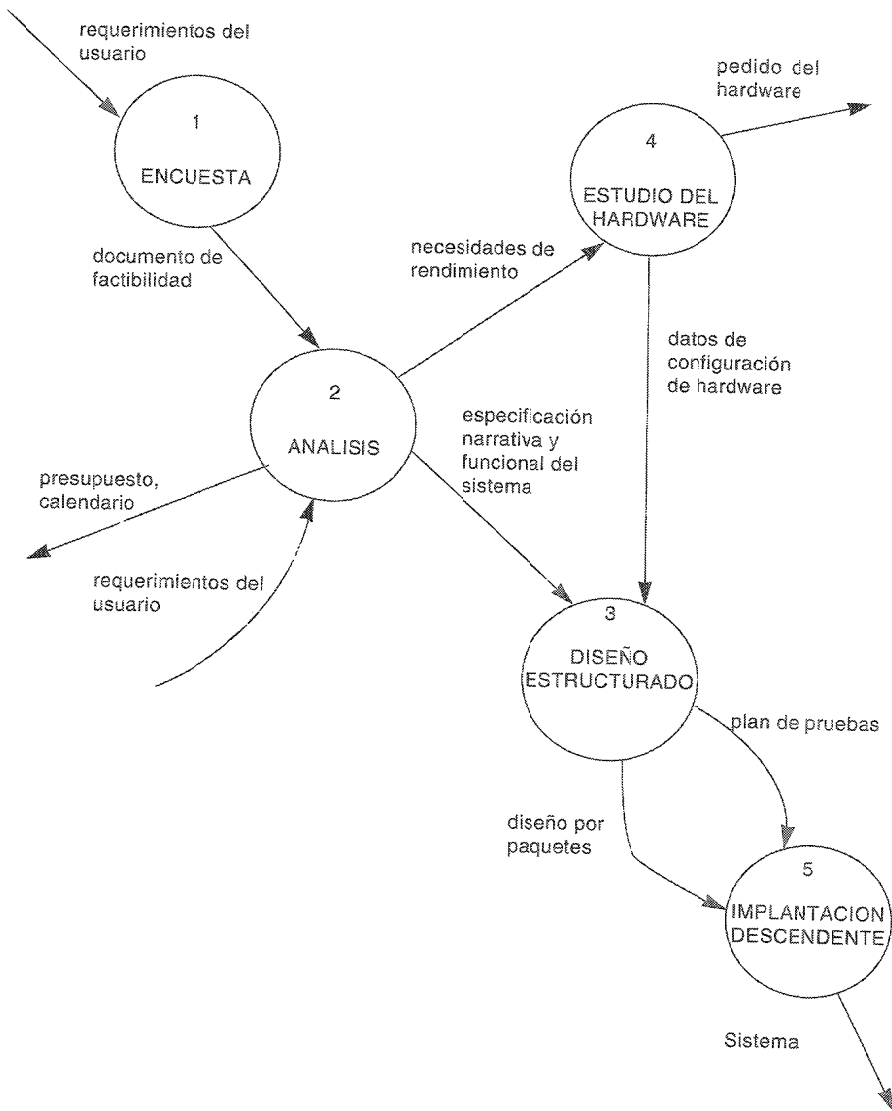 requerimientos del
usuario
1
ENCUESTA
documento de
factibilidad
pedido del
hardware
4
ESTUDIO DEL
HARDWARE
necesidades de
rendimiento
datos de
configuración
de hardware
2
ANALISIS
especificación
narrativa y
funcional del
sistema
presupuesto,
calendario
requerimientos del
usuario
3
DISEÑO
ESTRUCTURADO
plan de pruebas
diseño por
paquetes
5
IMPLANTACION
DESCENDENTE
Sistema